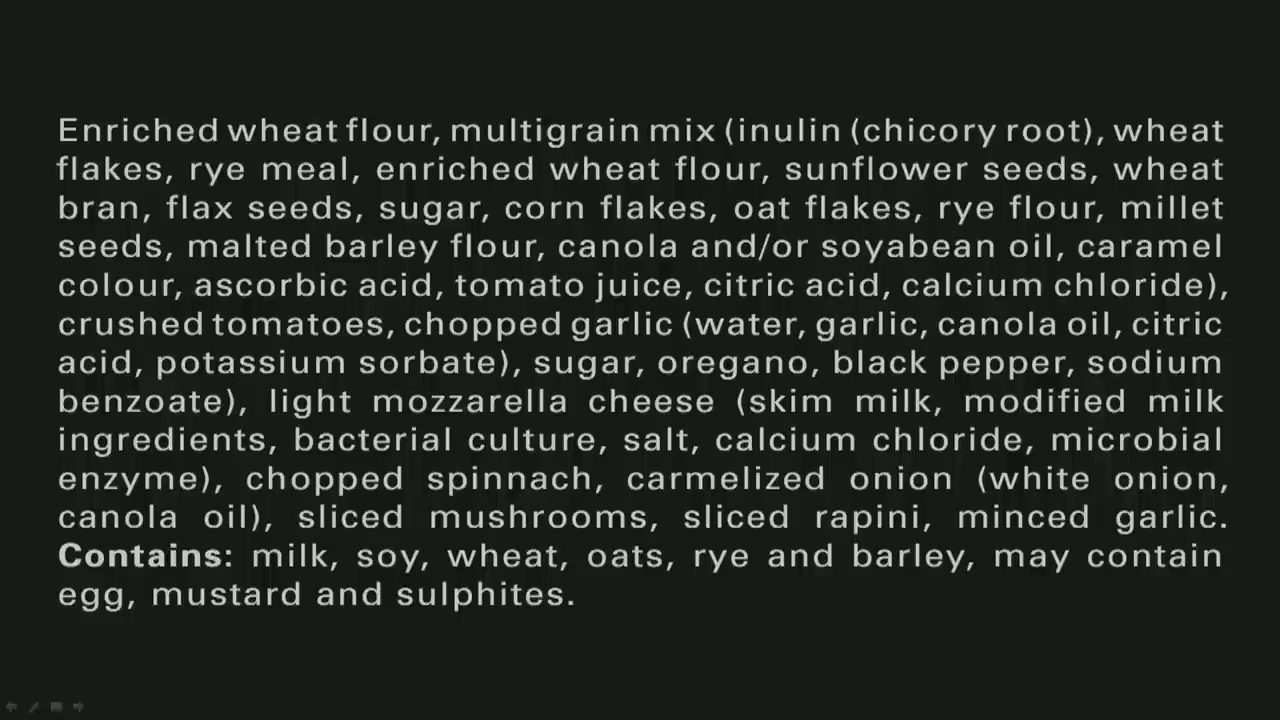 Enriched wheat flour, multigrain mix (inulin (chicory root), wheat
flakes, rye meal, enriched wheat flour, sunflower seeds, wheat
bran, flax seeds, sugar, corn flakes, oat flakes, rye flour, millet
seeds, malted barley flour, canola and/or soyabean oil, caramel
colour, ascorbic acid, tomato juice, citric acid, calcium chloride),
crushed tomatoes, chopped garlic (water, garlic, canola oil, citric
acid, potassium sorbate), sugar, oregano, black pepper, sodium
benzoate), light mozzarella cheese (skim milk, modified milk
ingredients, bacterial culture, salt, calcium chloride, microbial
enzyme), chopped spinnach, carmelized onion (white onion,
canola oil), sliced mushrooms, sliced rapini, minced garlic.
Contains: milk, soy, wheat, oats, rye and barley, may contain
egg, mustard and sulphites.